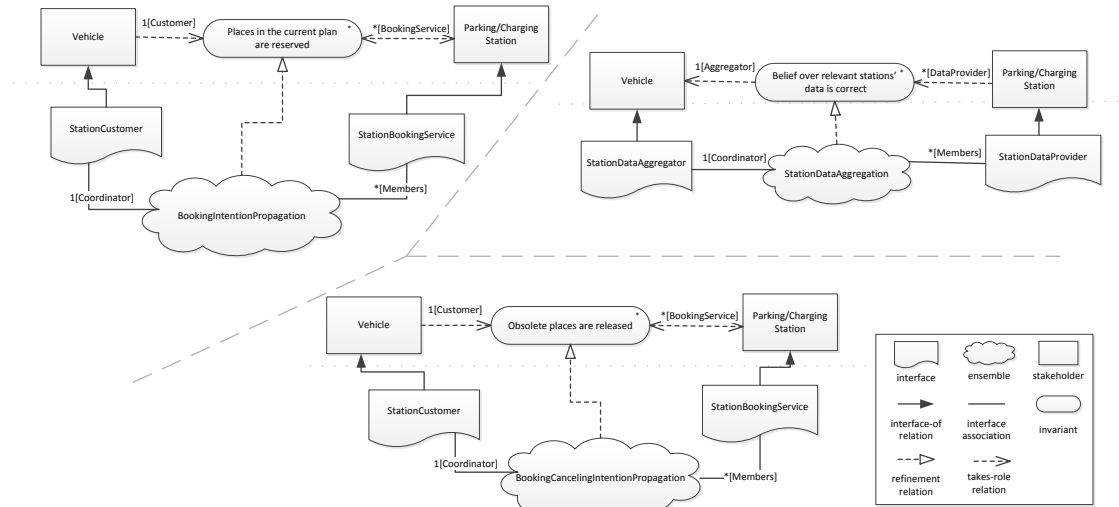 Vehicle
1[Customer]
Places in the current plan *
are reserved
*[BookingService]
Parking/Charging
Station
StationCustomer
StationBookingService
1[Coordinator]
*[Members]
BookingIntentionPropagation
Vehicle
1[Aggregator]
Belief over relevant stations' *
data is correct
*[DataProvider]
Parking/Charging
Station
StationDataAggregator
1[Coordinator]
StationDataAggregation
*[Members]
StationDataProvider
Vehicle
1[Customer]
Obsolete places are released *
*[BookingService]
Parking/Charging
Station
StationCustomer
StationBookingService
1[Coordinator]
BookingCancelingIntentionPropagation
*[Members]
interface
ensemble
stakeholder
interface-of
relation
interface
association
invariant
refinement
relation
takes-role
relation